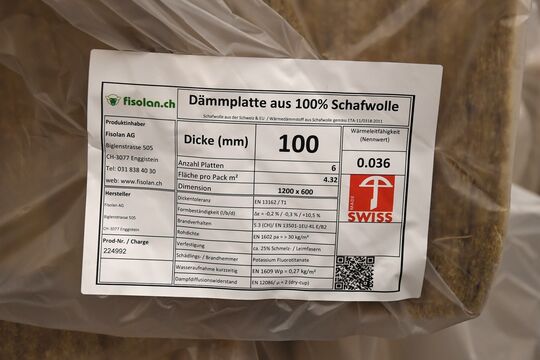 fisolan.ch
Dämmplatte aus 100% Schafwolle
Schafwolle aus der Schweiz & EU / Wärmedämmstoff aus Schafwolle gemäss ETA-11/0318:2011
Produktinhaber
Fisolan AG
Biglenstrasse 505
CH-3077 Enggistein
Tel: 031 838 40 30
web: www.fisolan.ch
Hersteller
Fisolan AG
Biglenstrasse 505
CH-3077 Enggistein
Prod-Nr. / Charge
224992
Dicke (mm) 100
Anzahl Platten 6
Fläche pro Pack m² 4.32
Dimension 1200 x 600
Dickentoleranz EN 13162 / T1
Formbeständigkeit (l/b/d) Δε = -0,2 % / -0,3 % / +10,5 %
Brandverhalten 5.3 (CH)/ EN 13501-1EU-KL E/B2
Rohdichte EN 1602 pa = > 30 kg/m³
Verfestigung ca. 25% Schmelz- / Leimfasern
Schädlings- / Brandhemmer Potassium Fluorotitanate
Wasseraufnahme kurzzeitig EN 1609 Wp = 0,27 kg/m²
Dampfdiffusionswiderstand EN 12086/ μ = 2 (dry-cup)
Wärmeleitfähigkeit
(Nennwert)
0.036
MADE
SWISS